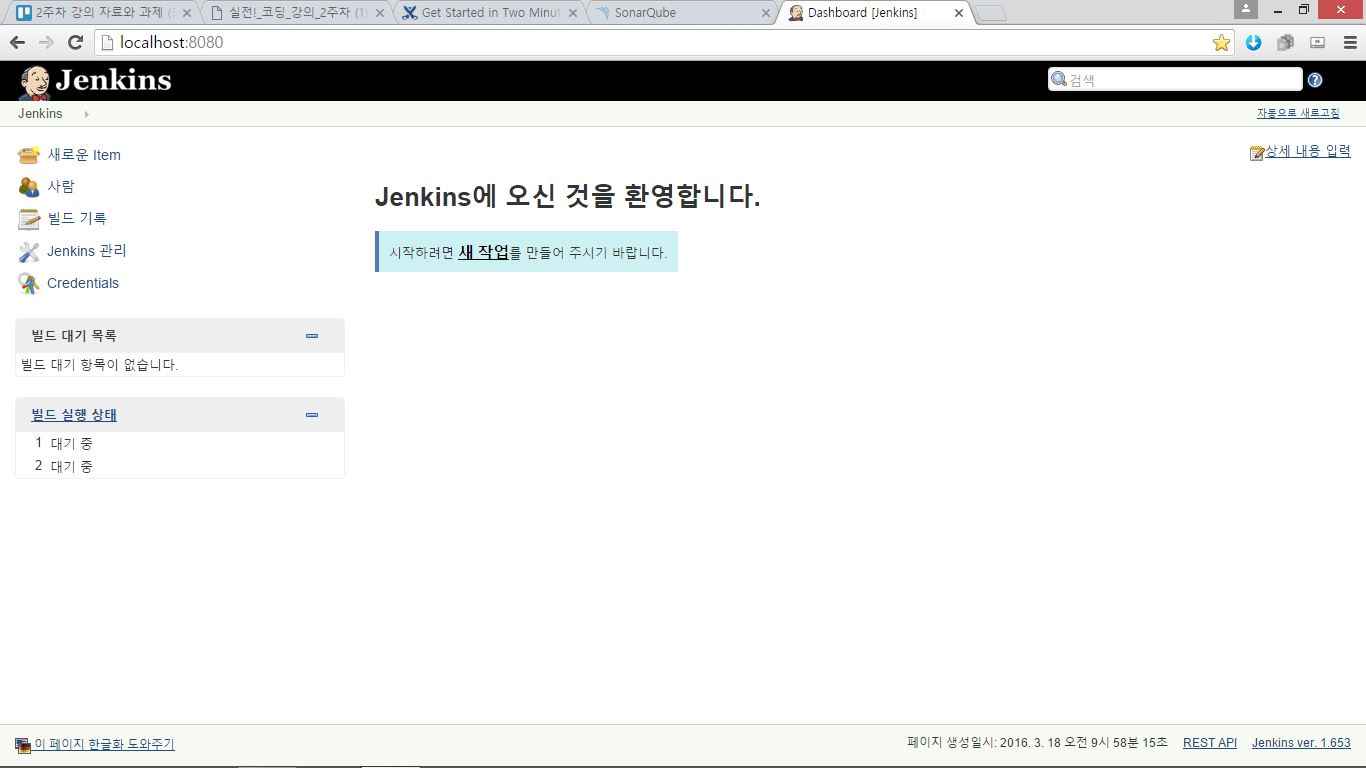 2주차 강의 자료와 과제
실전!_코딩_강의_2주차 (1)
Get Started in Two Minut
SonarQube
Dashboard [Jenkins]
localhost:8080
Jenkins
검색
Jenkins
자동으로 새로고침
새로운 Item
사람
빌드 기록
Jenkins 관리
Credentials
상세 내용 입력
Jenkins에 오신 것을 환영합니다.
시작하려면 새 작업를 만들어 주시기 바랍니다.
빌드 대기 목록
빌드 대기 항목이 없습니다.
빌드 실행 상태
1 대기 중
2 대기 중
이 페이지 한글화 도와주기
페이지 생성일시: 2016. 3. 18 오전 9시 58분 15초 REST API Jenkins ver. 1.653